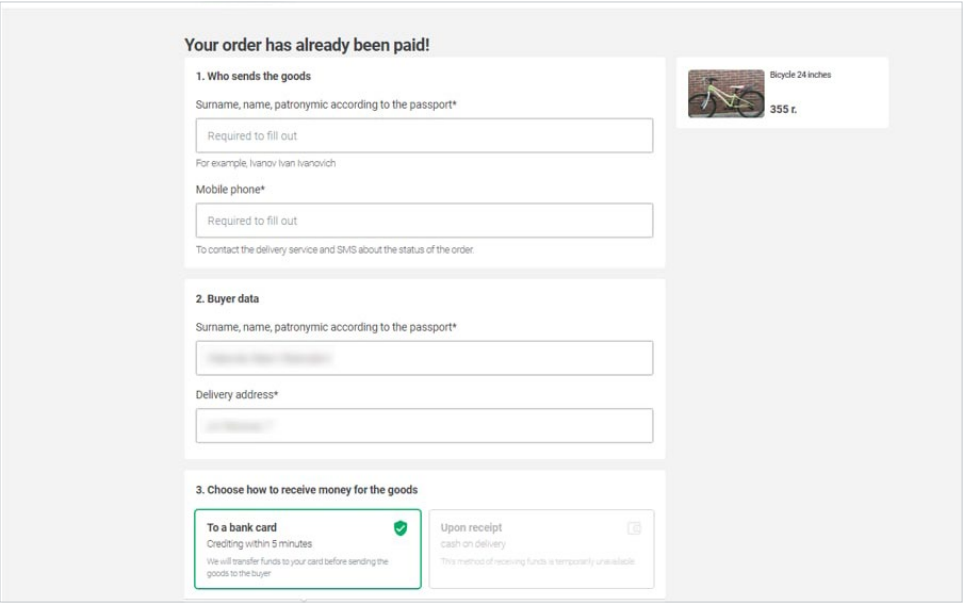 Your order has already been paid!
1. Who sends the goods
Surname, name, patronymic according to the passport*
Required to fill out
For example, Ivanov Ivan Ivanovich
Mobile phone*
Required to fill out
To contact the delivery service and SMS about the status of the order.
Bicycle 24 inches
355 г.
2. Buyer data
Surname, name, patronymic according to the passport*
Delivery address*
3. Choose how to receive money for the goods
To a bank card
Crediting within 5 minutes
We will transfer funds to your card before sending the
goods to the buyer
Upon receipt
cash on delivery
This method of receiving funds is temporarily unavailable